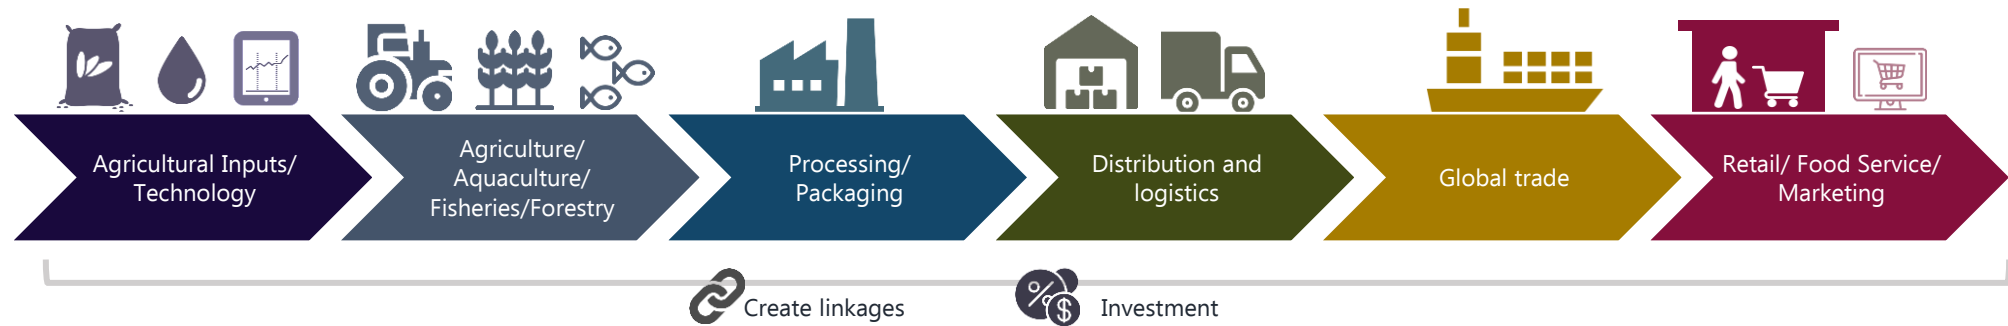 Agricultural Inputs/
Technology
Agriculture/
Aquaculture/
Fisheries/Forestry
Processing/
Packaging
Distribution and
logistics
Global trade
Retail/ Food Service/
Marketing
Create linkages
% $
Investment